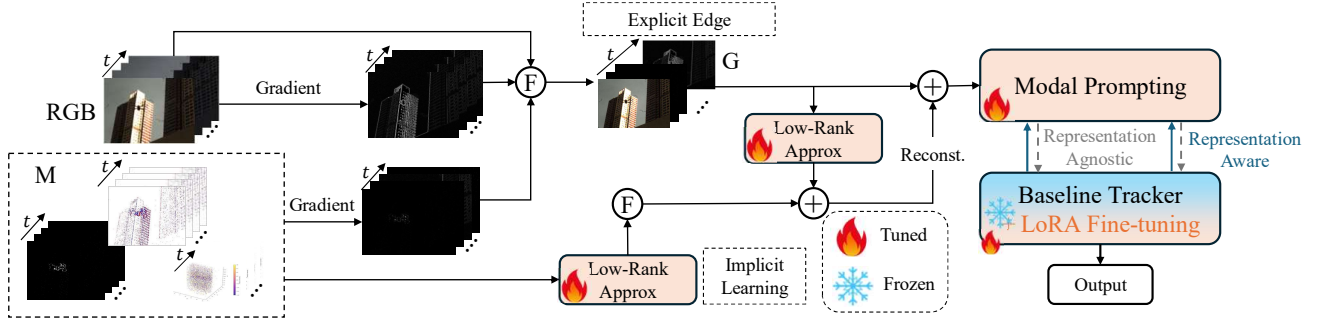 Explicit Edge
t
t
t
G
RGB
Gradient
F
+
Modal Prompting
Low-Rank
Approx
Reconst.
Representation
Agnostic
Representation
Aware
M
t
t
t
t
Gradient
F
+
Baseline Tracker
+ LoRA Fine-tuning
Tuned
Frozen
Low-Rank
Approx
Implicit
Learning
Output